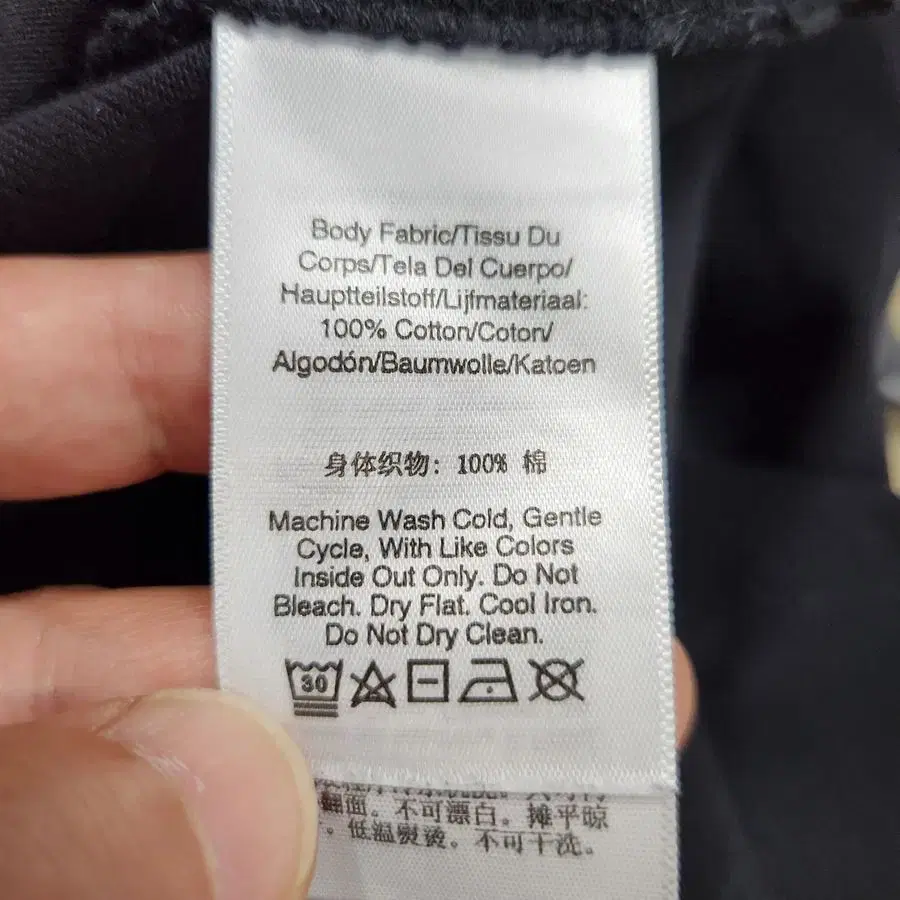 Body Fabric/Tissu Du
Corps/Tela Del Cuerpo/
Hauptteilstoff/Lijfmateriaal:
100% Cotton/Coton/
Algodón/Baumwolle/Katoen
身体织物: 100% 棉
Machine Wash Cold, Gentle
Cycle, With Like Colors
Inside Out Only. Do Not
Bleach. Dry Flat. Cool Iron.
Do Not Dry Clean.
30
翻面。不可漂白。摊平晾
。低温熨烫。不可干洗。